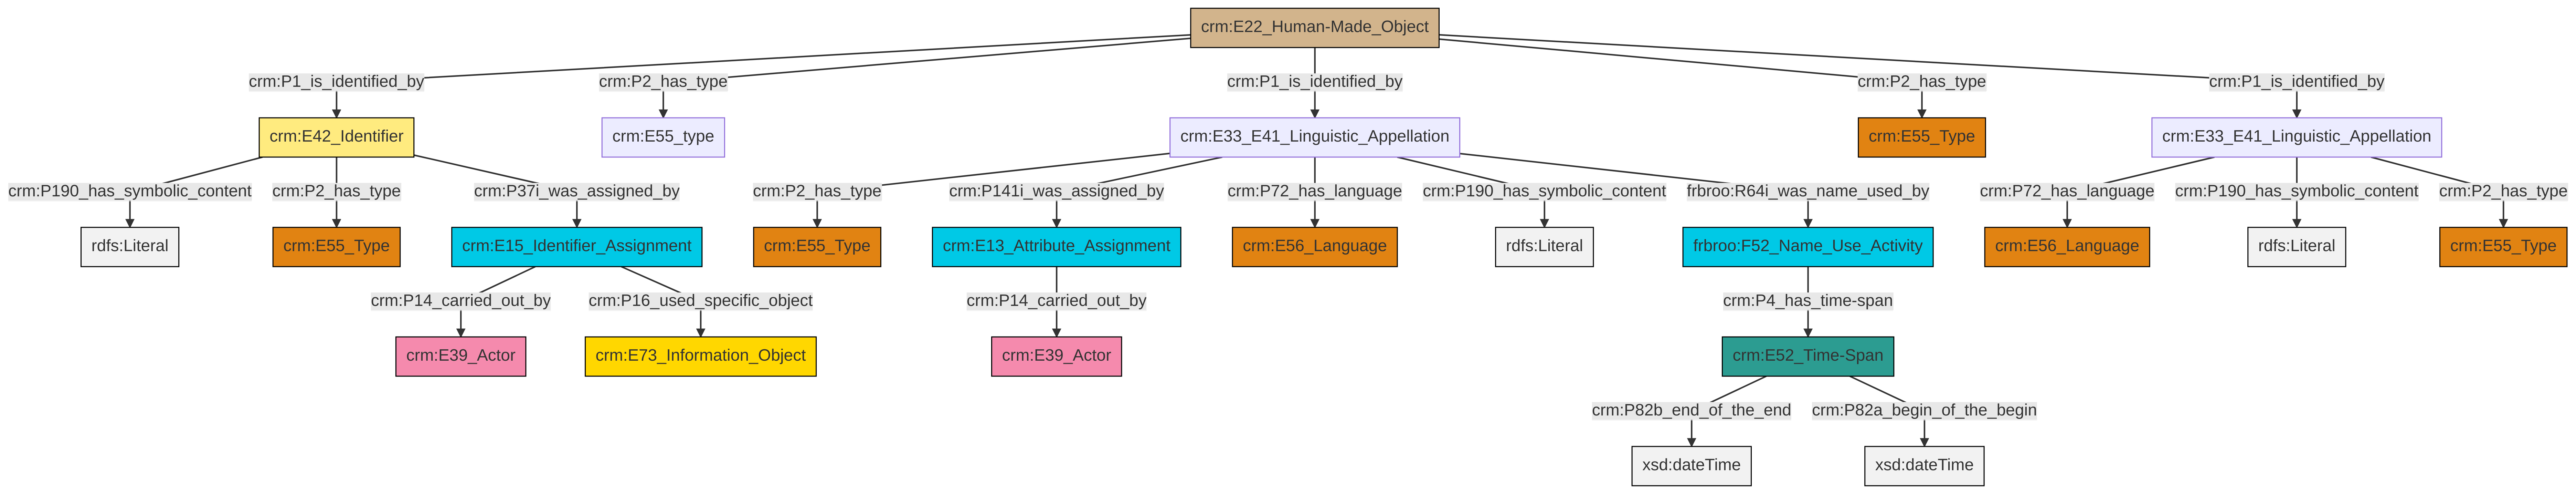 crm:E22_Human-Made_Object
crm:P1_is_identified_by
crm:P2_has_type
crm:P1_is_identified_by
crm:P2_has_type
crm:P1_is_identified_by
crm:E42_Identifier
crm:E55_type
crm:E33_E41_Linguistic_Appellation
crm:E55_Type
crm:E33_E41_Linguistic_Appellation
crm:P190_has_symbolic_content
crm:P2_has_type
crm:P37i_was_assigned_by
crm:P2_has_type
crm:P141i_was_assigned_by
crm:P72_has_language
crm:P190_has_symbolic_content
frbroo:R64i_was_name_used_by
crm:P72_has_language
crm:P190_has_symbolic_content
crm:P2_has_type
rdfs:Literal
crm:E55_Type
crm:E15_Identifier_Assignment
crm:E55_Type
crm:E13_Attribute_Assignment
crm:E56_Language
rdfs:Literal
frbroo:F52_Name_Use_Activity
crm:E56_Language
rdfs:Literal
crm:E55_Type
crm:P14_carried_out_by
crm:P16_used_specific_object
crm:P14_carried_out_by
crm:P4_has_time-span
crm:E39_Actor
crm:E73_Information_Object
crm:E39_Actor
crm:E52_Time-Span
crm:P82b_end_of_the_end
crm:P82a_begin_of_the_begin
xsd:dateTime
xsd:dateTime